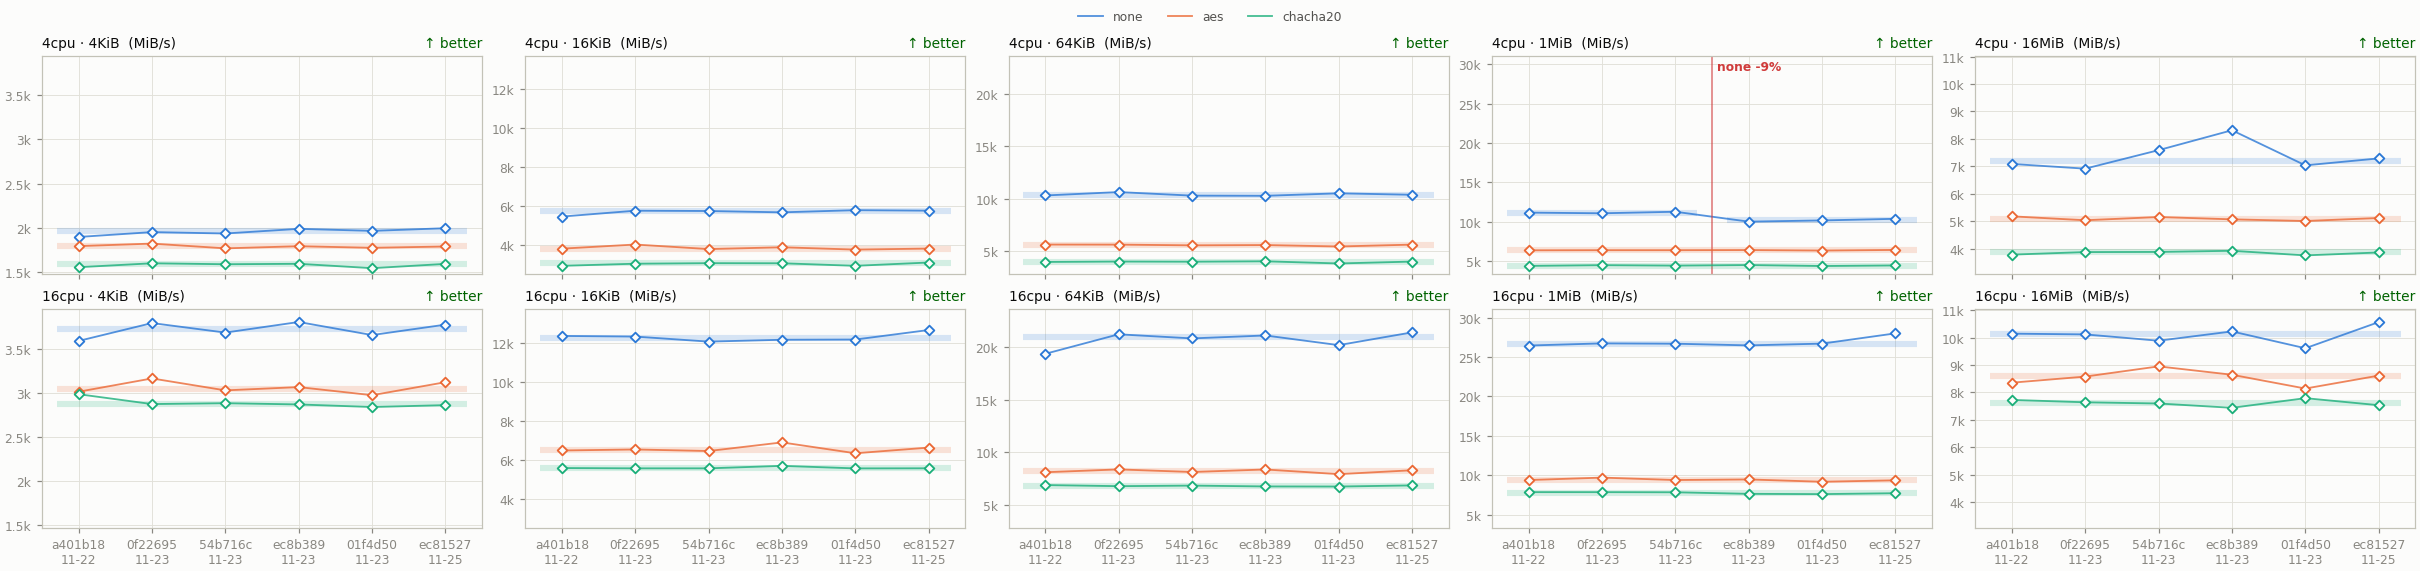 none aes chacha20
4cpu · 4KiB (MiB/s) ↑ better
3.5k
3k
2.5k
2k
1.5k
4cpu · 16KiB (MiB/s) ↑ better
12k
10k
8k
6k
4k
4cpu · 64KiB (MiB/s) ↑ better
20k
15k
10k
5k
4cpu · 1MiB (MiB/s) ↑ better
none -9%
30k
25k
20k
15k
10k
5k
4cpu · 16MiB (MiB/s) ↑ better
11k
10k
9k
8k
7k
6k
5k
4k
16cpu · 4KiB (MiB/s) ↑ better
3.5k
3k
2.5k
2k
1.5k
a401b18 0f22695 54b716c ec8b389 01f4d50 ec81527
11-22 11-23 11-23 11-23 11-23 11-25
16cpu · 16KiB (MiB/s) ↑ better
12k
10k
8k
6k
4k
a401b18 0f22695 54b716c ec8b389 01f4d50 ec81527
11-22 11-23 11-23 11-23 11-23 11-25
16cpu · 64KiB (MiB/s) ↑ better
20k
15k
10k
5k
a401b18 0f22695 54b716c ec8b389 01f4d50 ec81527
11-22 11-23 11-23 11-23 11-23 11-25
16cpu · 1MiB (MiB/s) ↑ better
30k
25k
20k
15k
10k
5k
a401b18 0f22695 54b716c ec8b389 01f4d50 ec81527
11-22 11-23 11-23 11-23 11-23 11-25
16cpu · 16MiB (MiB/s) ↑ better
11k
10k
9k
8k
7k
6k
5k
4k
a401b18 0f22695 54b716c ec8b389 01f4d50 ec81527
11-22 11-23 11-23 11-23 11-23 11-25